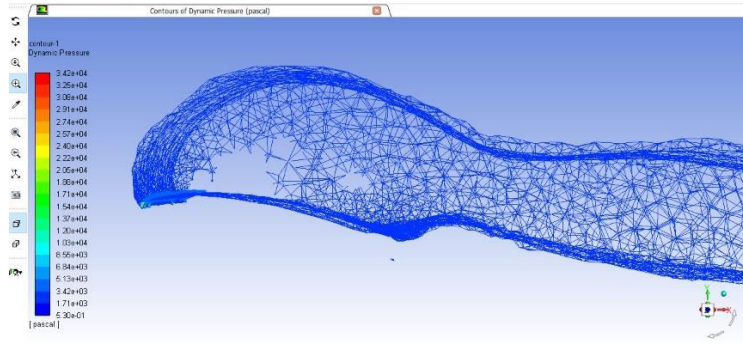 Contours of Dynamic Pressure (pascal)
contour-1
Dynamic Pressure
3.42e+04
3.25e+04
3.08e+04
2.91e+04
2.74e+04
2.57e+04
2.40e+04
2.22e+04
2.05e+04
1.88e+04
1.71e+04
1.54e+04
1.37e+04
1.20e+04
1.03e+04
8.55e+03
6.84e+03
5.13e+03
3.42e+03
1.71e+03
5.30e-01
[ pascal ]
Y
X